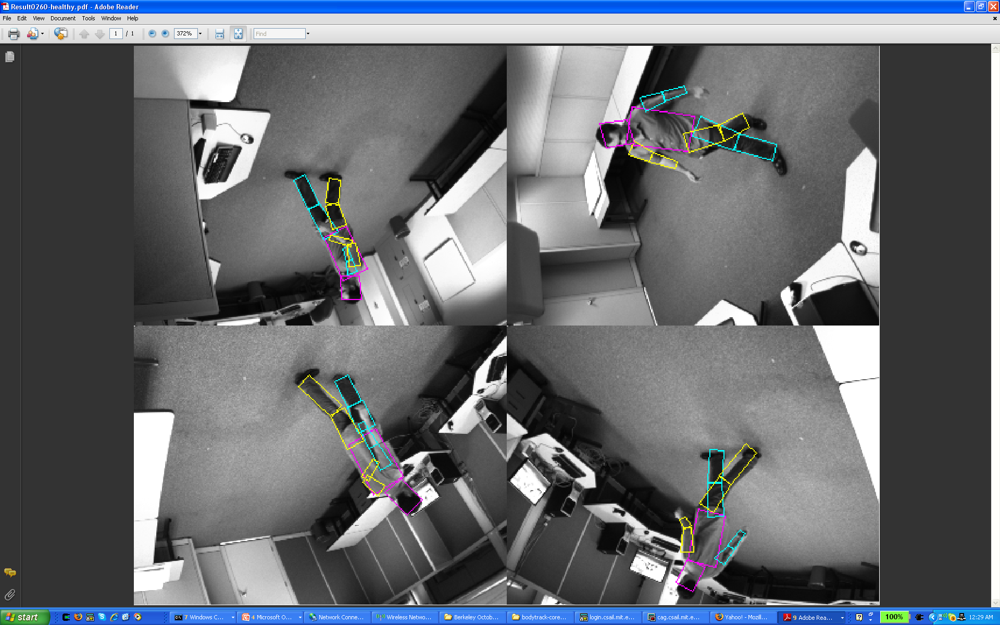 Result0260-healthy.pdf - Adobe Reader
File Edit View Document Tools Window Help
1 / 1 372% Find
start 7 Windows C... 4 Microsoft O... Network Conne... Wireless Netwo... Berkeley Octob... bodytrack-core... login.csail.mit.e... cag.csail.mit.e... Yahoo! - Mozill... 9 Adobe Rea... 100% 12:29 AM